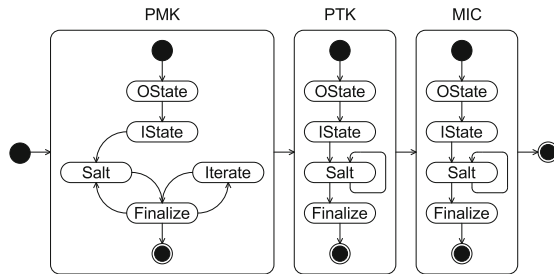 PMK
PTK
MIC
OState
OState
OState
IState
IState
IState
Salt
Iterate
Salt
Salt
Finalize
Finalize
Finalize